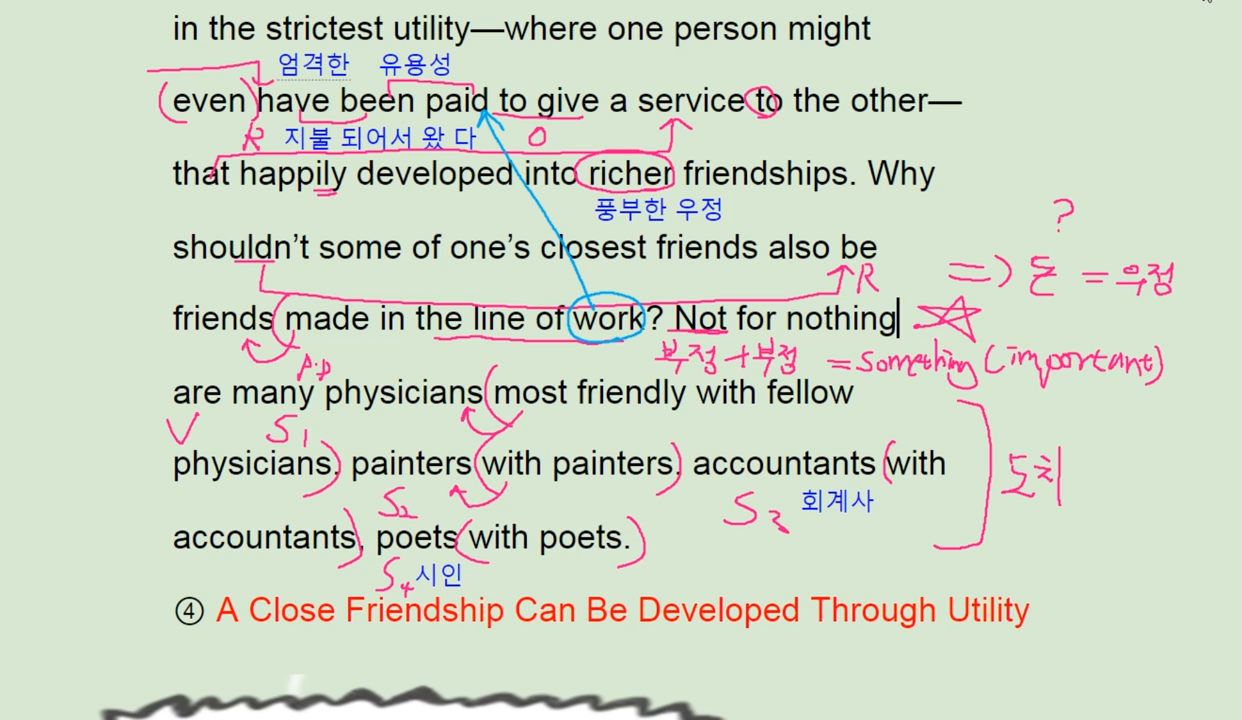 in the strictest utility—where one person might
엄격한 유용성
(even) have been paid to give a service to the other—
R 지불 되어서 왔 다 O
that happily developed into richer friendships. Why
풍부한 우정
?
shouldn't some of one's closest friends also be
R => 돈 = 우정
friends (made in the line of work? Not for nothing
p.p 부정+부정 = something (important)
are many physicians (most friendly with fellow
V S1
physicians), painters (with painters,) accountants (with
S2 S3 회계사 도치
accountants), poets (with poets.)
S4 시인
④ A Close Friendship Can Be Developed Through Utility